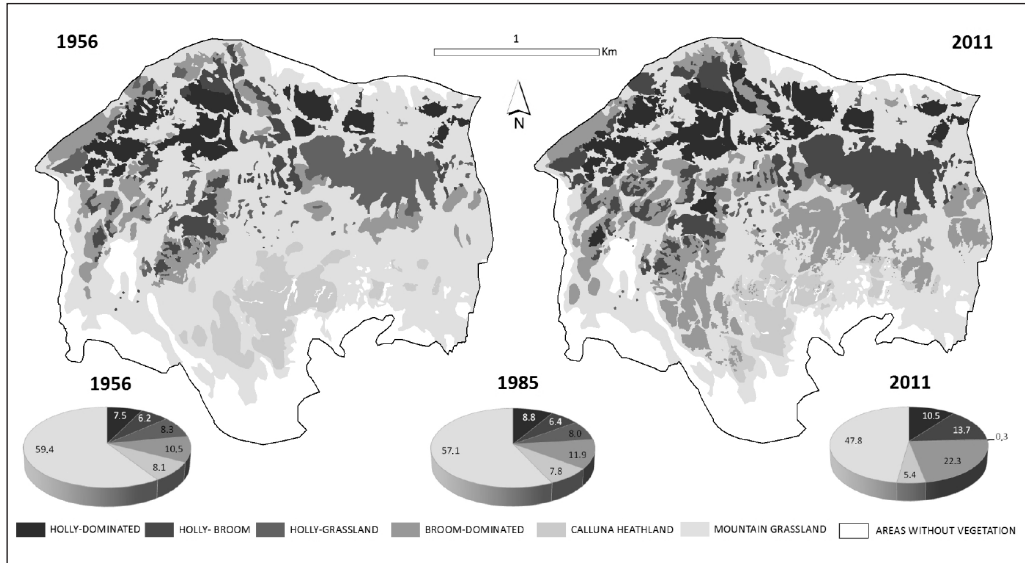 1956
1
Km
2011
N
1956
1985
2011
7.5
6.2
8.3
10.5
8.1
59.4
8.8
6.4
8.0
11.9
7.8
57.1
10.5
13.7
0,3
22.3
5.4
47.8
HOLLY-DOMINATED
HOLLY- BROOM
HOLLY-GRASSLAND
BROOM-DOMINATED
CALLUNA HEATHLAND
MOUNTAIN GRASSLAND
AREAS WITHOUT VEGETATION